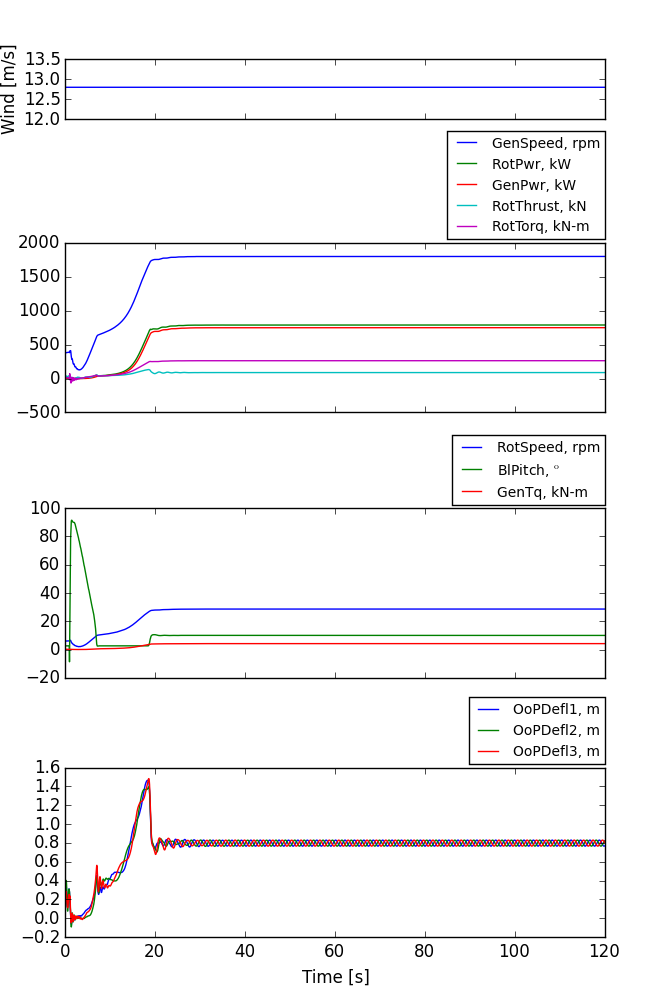 Wind [m/s]
13.5
13.0
12.5
12.0
GenSpeed, rpm
RotPwr, kW
GenPwr, kW
RotThrust, kN
RotTorq, kN-m
2000
1500
1000
500
0
−500
RotSpeed, rpm
BlPitch, °
GenTq, kN-m
100
80
60
40
20
0
−20
OoPDefl1, m
OoPDefl2, m
OoPDefl3, m
1.6
1.4
1.2
1.0
0.8
0.6
0.4
0.2
0.0
−0.2
0 20 40 60 80 100 120
Time [s]